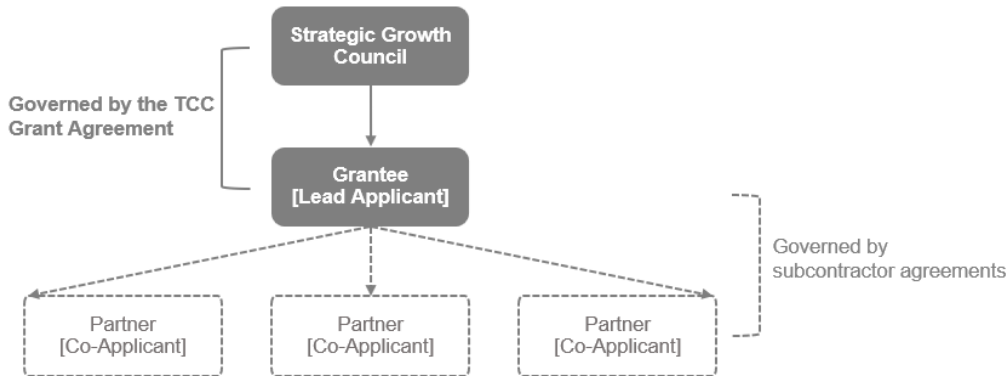 Strategic Growth
Council
Governed by the TCC
Grant Agreement
Grantee
[Lead Applicant]
Governed by
subcontractor agreements
Partner
[Co-Applicant]
Partner
[Co-Applicant]
Partner
[Co-Applicant]